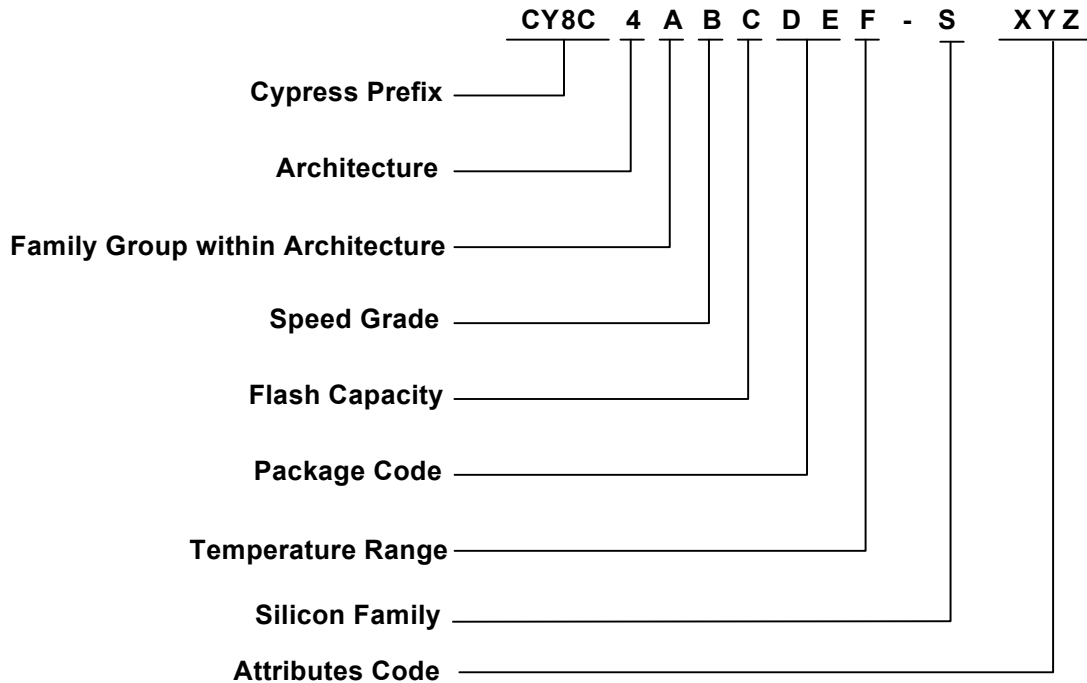 CY8C 4 A B C D E F - S X Y Z
Cypress Prefix
Architecture
Family Group within Architecture
Speed Grade
Flash Capacity
Package Code
Temperature Range
Silicon Family
Attributes Code